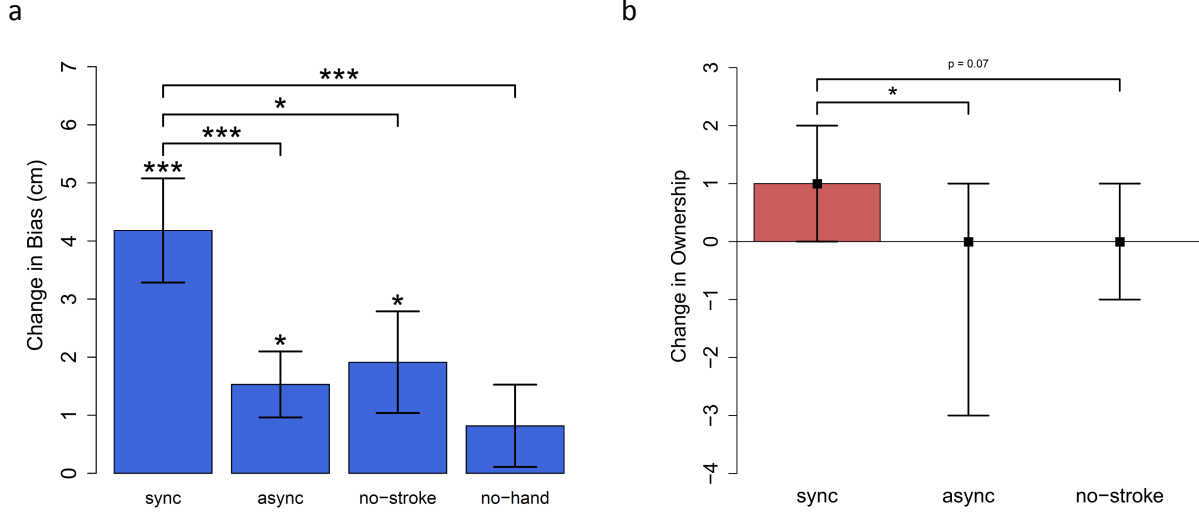 a
b
Change in Bias (cm)
7
6
5
4
3
2
1
0
***
*
***
***
*
*
sync
async
no−stroke
no−hand
Change in Ownership
3
2
1
0
−1
−2
−3
−4
p = 0.07
*
sync
async
no−stroke